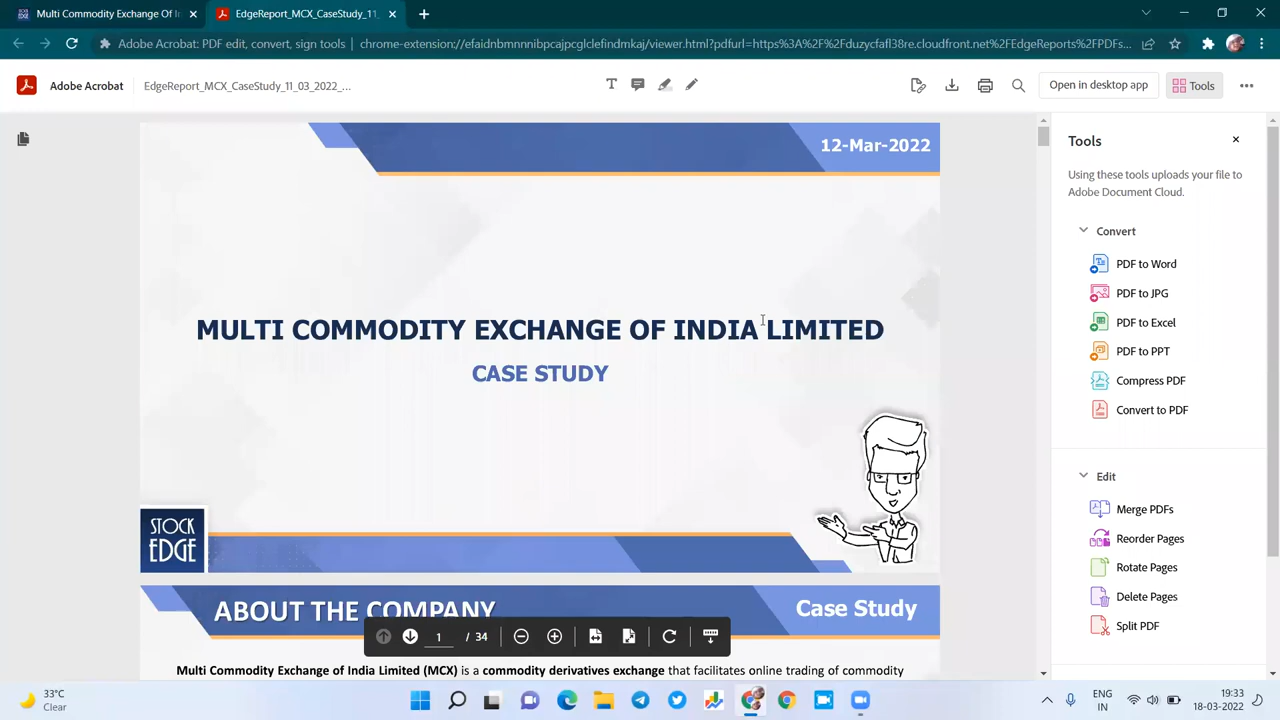 Multi Commodity Exchange Of In
EdgeReport_MCX_CaseStudy_11_
Adobe Acrobat: PDF edit, convert, sign tools
chrome-extension://efaidnbmnnnibpcajpcglclefindmkaj/viewer.html?pdfurl=https%3A%2F%2Fduzycfafl38re.cloudfront.net%2FEdgeReports%2FPDFs...
Adobe Acrobat
EdgeReport_MCX_CaseStudy_11_03_2022_...
Open in desktop app
Tools
12-Mar-2022
MULTI COMMODITY EXCHANGE OF INDIA LIMITED
CASE STUDY
STOCK
EDGE
ABOUT THE COMPANY
Case Study
1 / 34
Multi Commodity Exchange of India Limited (MCX) is a commodity derivatives exchange that facilitates online trading of commodity
Tools
Using these tools uploads your file to
Adobe Document Cloud.
Convert
PDF to Word
PDF to JPG
PDF to Excel
PDF to PPT
Compress PDF
Convert to PDF
Edit
Merge PDFs
Reorder Pages
Rotate Pages
Delete Pages
Split PDF
33°C
Clear
ENG
IN
19:33
18-03-2022